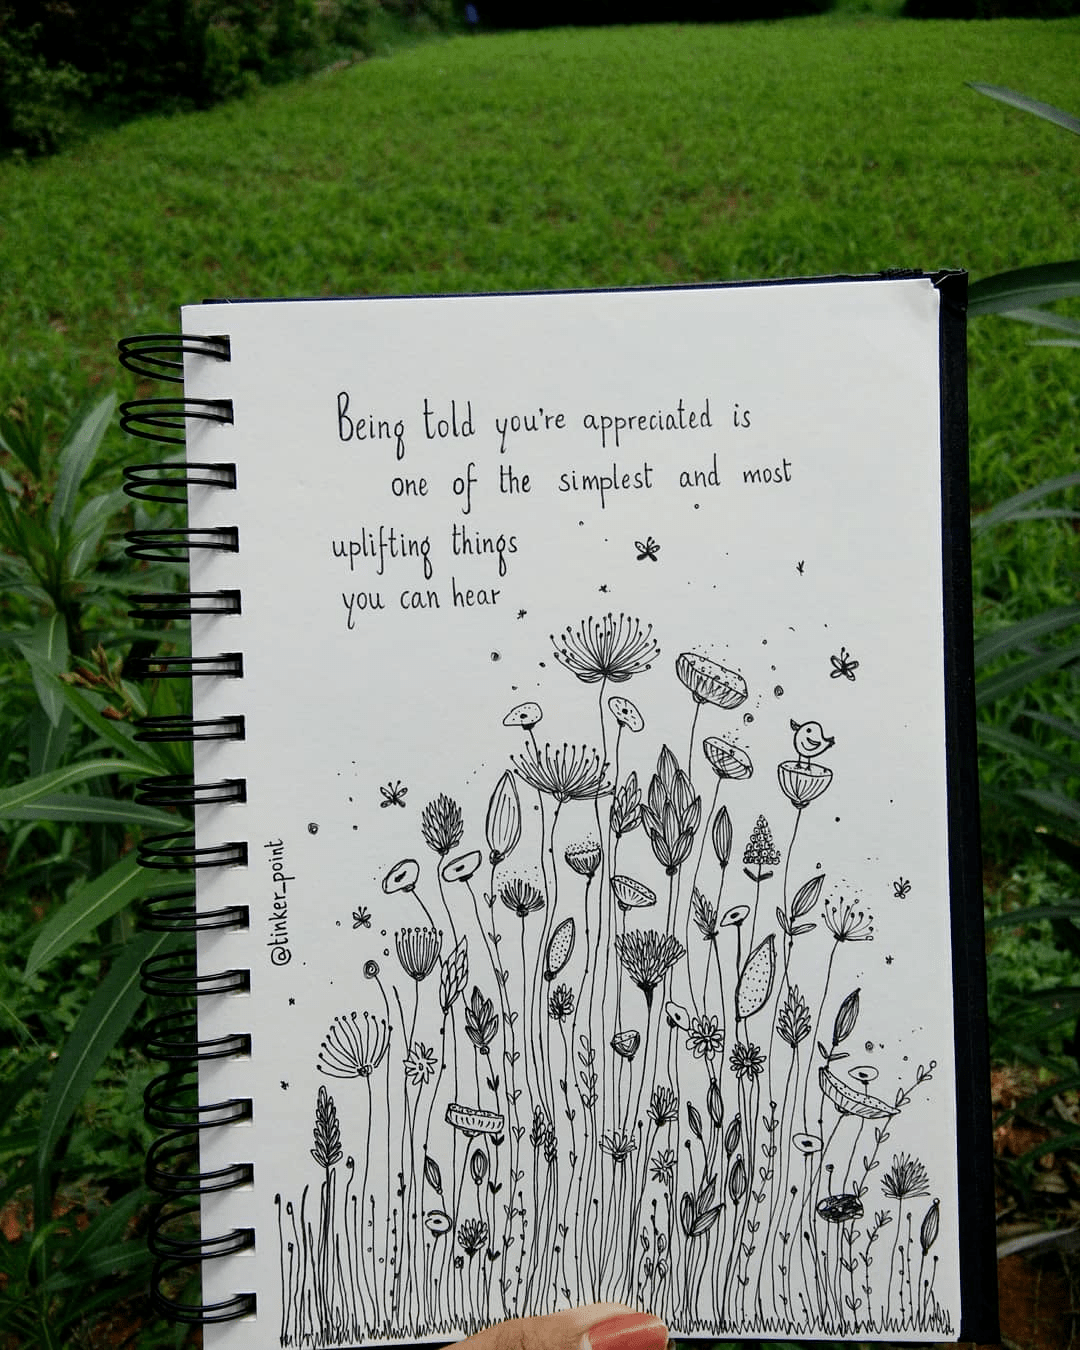 Being told you're appreciated is
one of the simplest and most
uplifting things
you can hear
@tinker_point